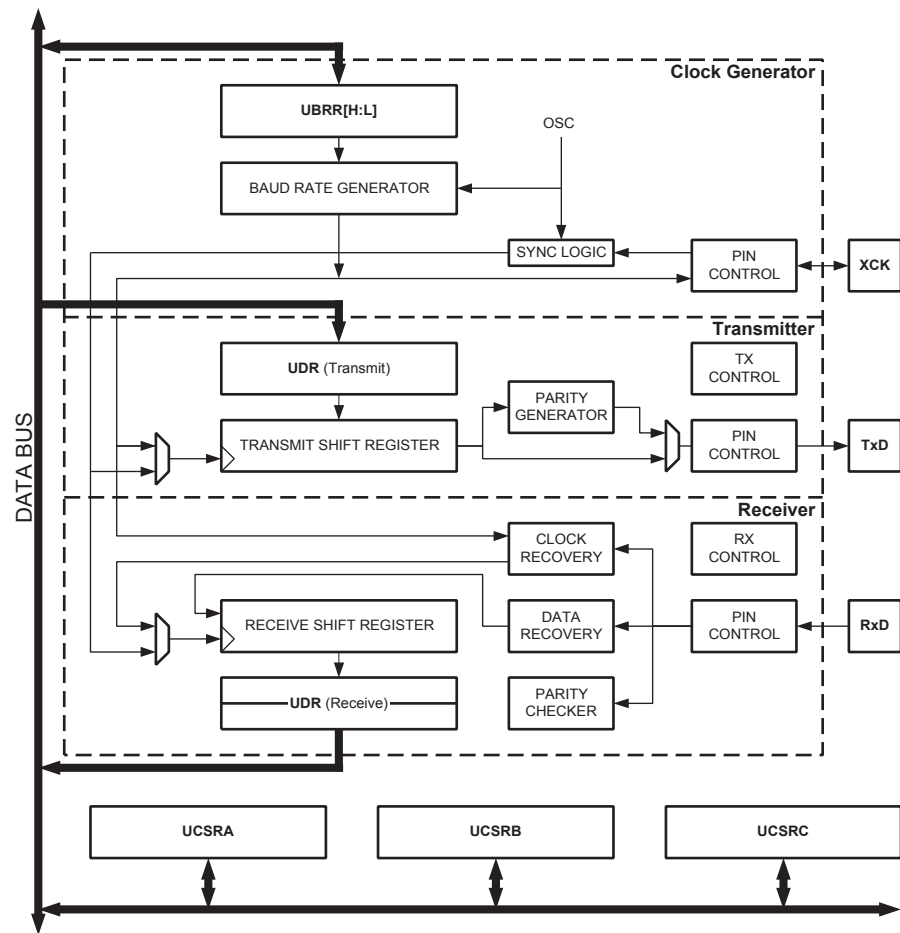 Clock Generator
UBRR[H:L]
OSC
BAUD RATE GENERATOR
SYNC LOGIC
PIN
CONTROL
XCK
Transmitter
UDR (Transmit)
TX
CONTROL
PARITY
GENERATOR
TRANSMIT SHIFT REGISTER
PIN
CONTROL
TxD
DATA BUS
Receiver
CLOCK
RECOVERY
RX
CONTROL
RECEIVE SHIFT REGISTER
DATA
RECOVERY
PIN
CONTROL
RxD
UDR (Receive)
PARITY
CHECKER
UCSRA
UCSRB
UCSRC